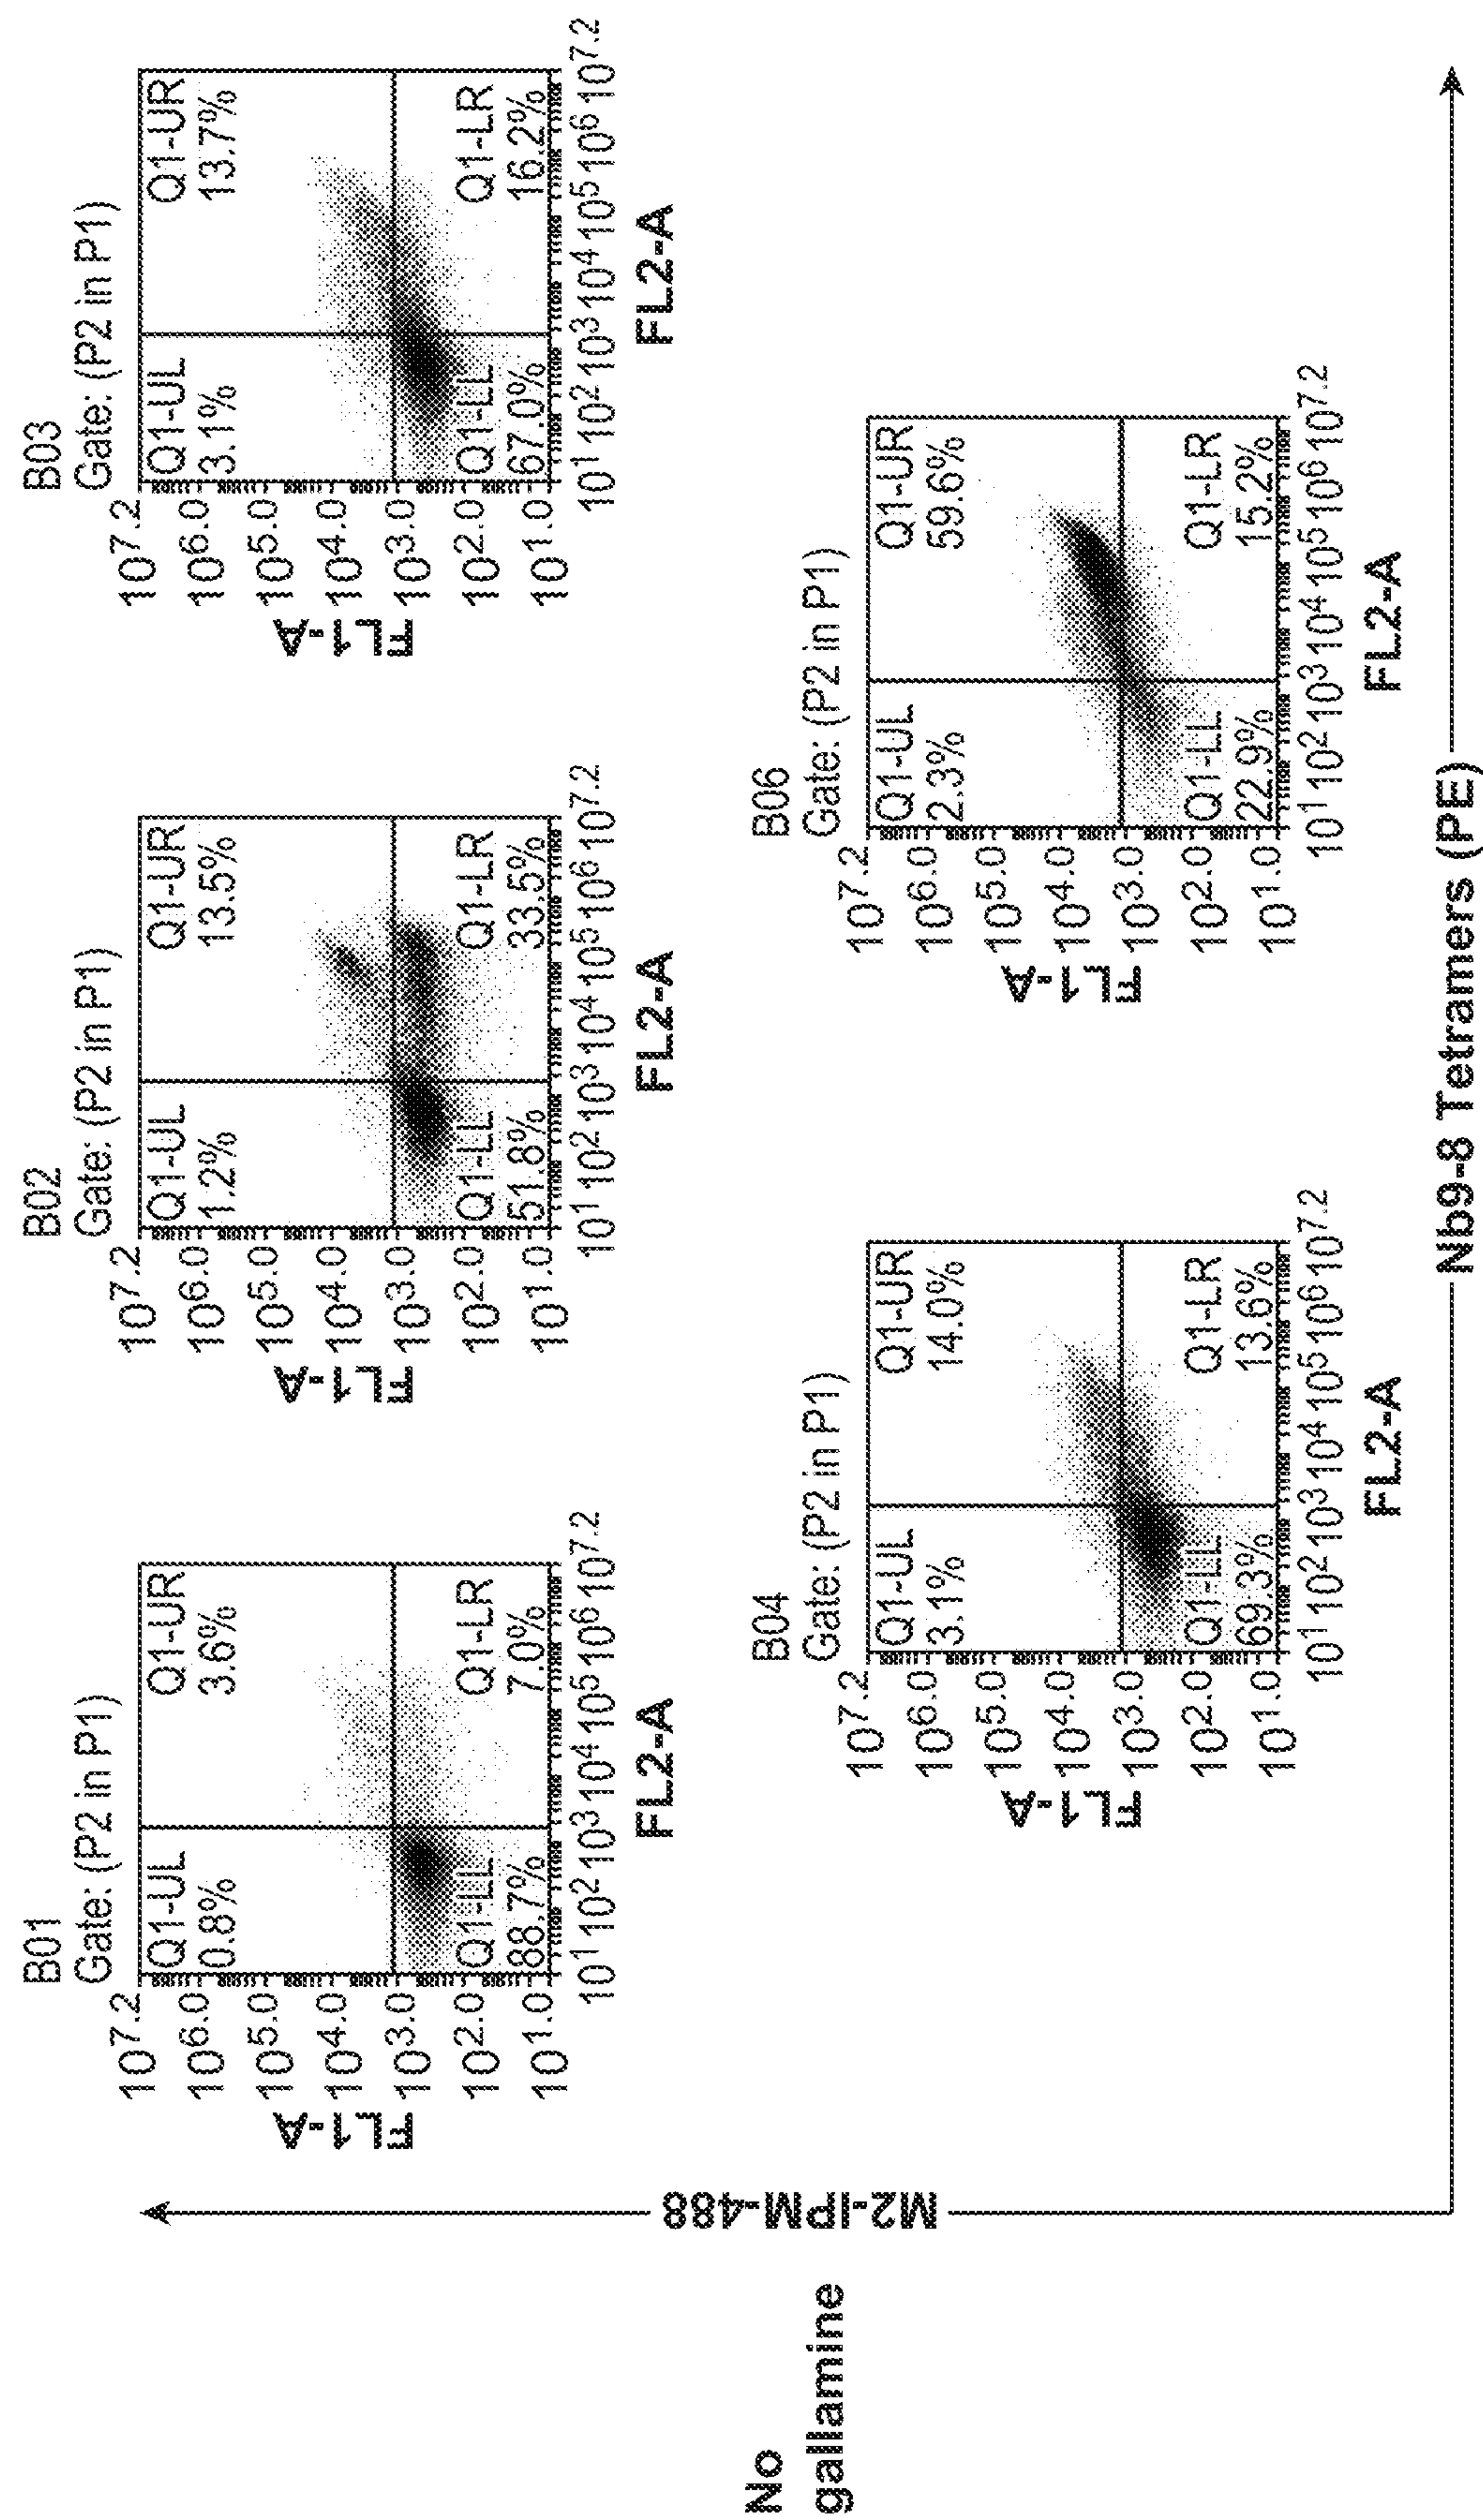 No
gallamine
M2-IPM-488
B01
Gate: (P2 in P1)
Q1-UL
0.8%
Q1-UR
3.6%
Q1-LL
88.7%
Q1-LR
7.0%
10^7.2
10^6.0
10^5.0
10^4.0
10^3.0
10^2.0
10^1.0
FL1-A
10^1 10^2 10^3 10^4 10^5 10^6 10^7.2
FL2-A
B02
Gate: (P2 in P1)
Q1-UL
1.2%
Q1-UR
13.5%
Q1-LL
51.8%
Q1-LR
33.5%
10^7.2
10^6.0
10^5.0
10^4.0
10^3.0
10^2.0
10^1.0
FL1-A
10^1 10^2 10^3 10^4 10^5 10^6 10^7.2
FL2-A
B03
Gate: (P2 in P1)
Q1-UL
3.1%
Q1-UR
13.7%
Q1-LL
67.0%
Q1-LR
16.2%
10^7.2
10^6.0
10^5.0
10^4.0
10^3.0
10^2.0
10^1.0
FL1-A
10^1 10^2 10^3 10^4 10^5 10^6 10^7.2
FL2-A
B04
Gate: (P2 in P1)
Q1-UL
3.1%
Q1-UR
14.0%
Q1-LL
69.3%
Q1-LR
13.6%
10^7.2
10^6.0
10^5.0
10^4.0
10^3.0
10^2.0
10^1.0
FL1-A
10^1 10^2 10^3 10^4 10^5 10^6 10^7.2
FL2-A
B06
Gate: (P2 in P1)
Q1-UL
2.3%
Q1-UR
59.6%
Q1-LL
22.9%
Q1-LR
15.2%
10^7.2
10^6.0
10^5.0
10^4.0
10^3.0
10^2.0
10^1.0
FL1-A
10^1 10^2 10^3 10^4 10^5 10^6 10^7.2
FL2-A
Nb9-8 Tetramers (PE)